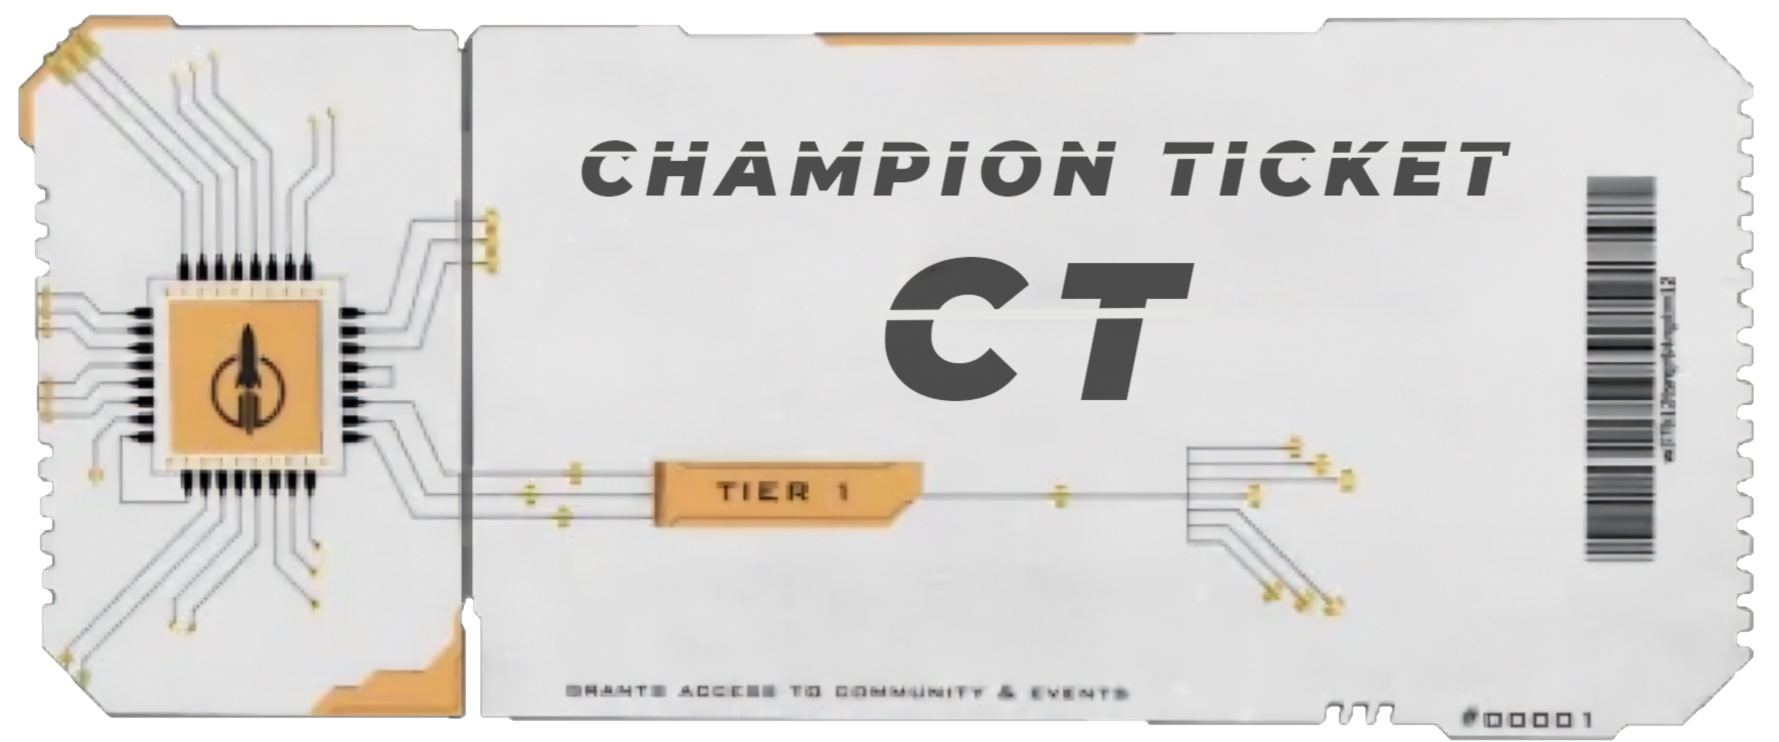 CHAMPION TICKET
CT
TIER 1
GRANTS ACCESS TO COMMUNITY & EVENTS
#00001